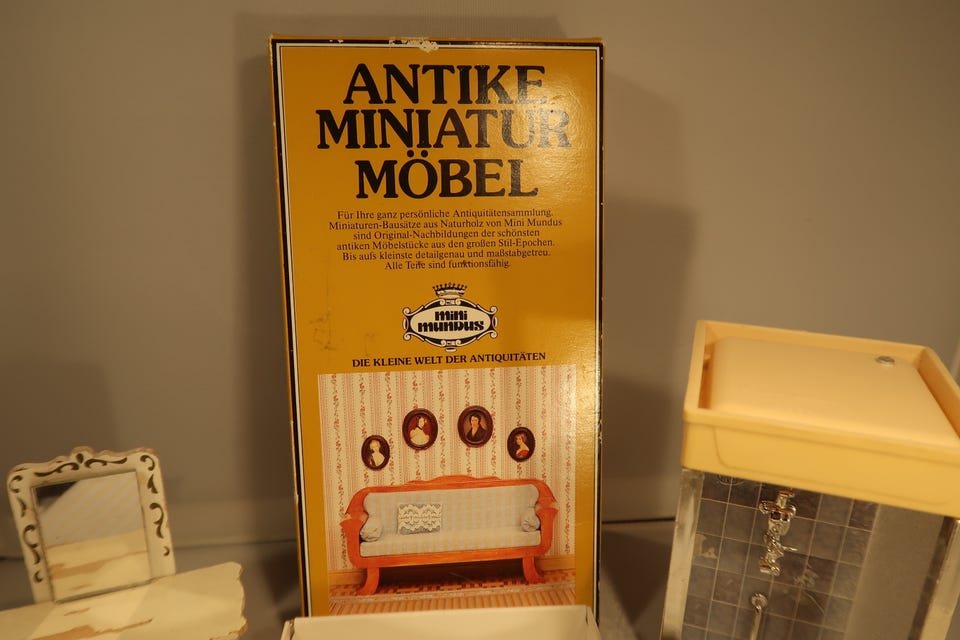 ANTIKE
MINIATUR
MÖBEL
Für Ihre ganz persönliche Antiquitätensammlung.
Miniaturen-Bausätze aus Naturholz von Mini Mundus
sind Original-Nachbildungen der schönsten
antiken Möbelstücke aus den großen Stil-Epochen.
Bis aufs kleinste detailgenau und maßstabgetreu.
Alle Teile sind funktionsfähig.
mini
mundus
DIE KLEINE WELT DER ANTIQUITÄTEN